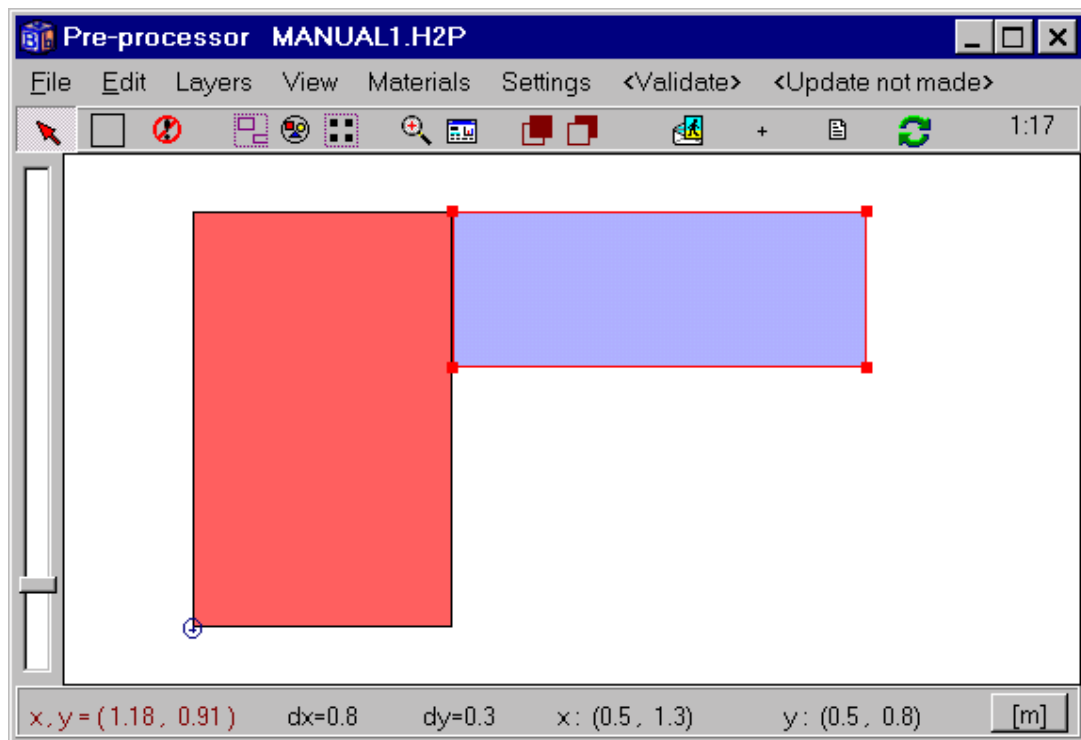 Pre-processor MANUAL1.H2P
File Edit Layers View Materials Settings <Validate> <Update not made>
1:17
x,y=(1.18, 0.91) dx=0.8 dy=0.3 x: (0.5, 1.3) y: (0.5, 0.8) [m]